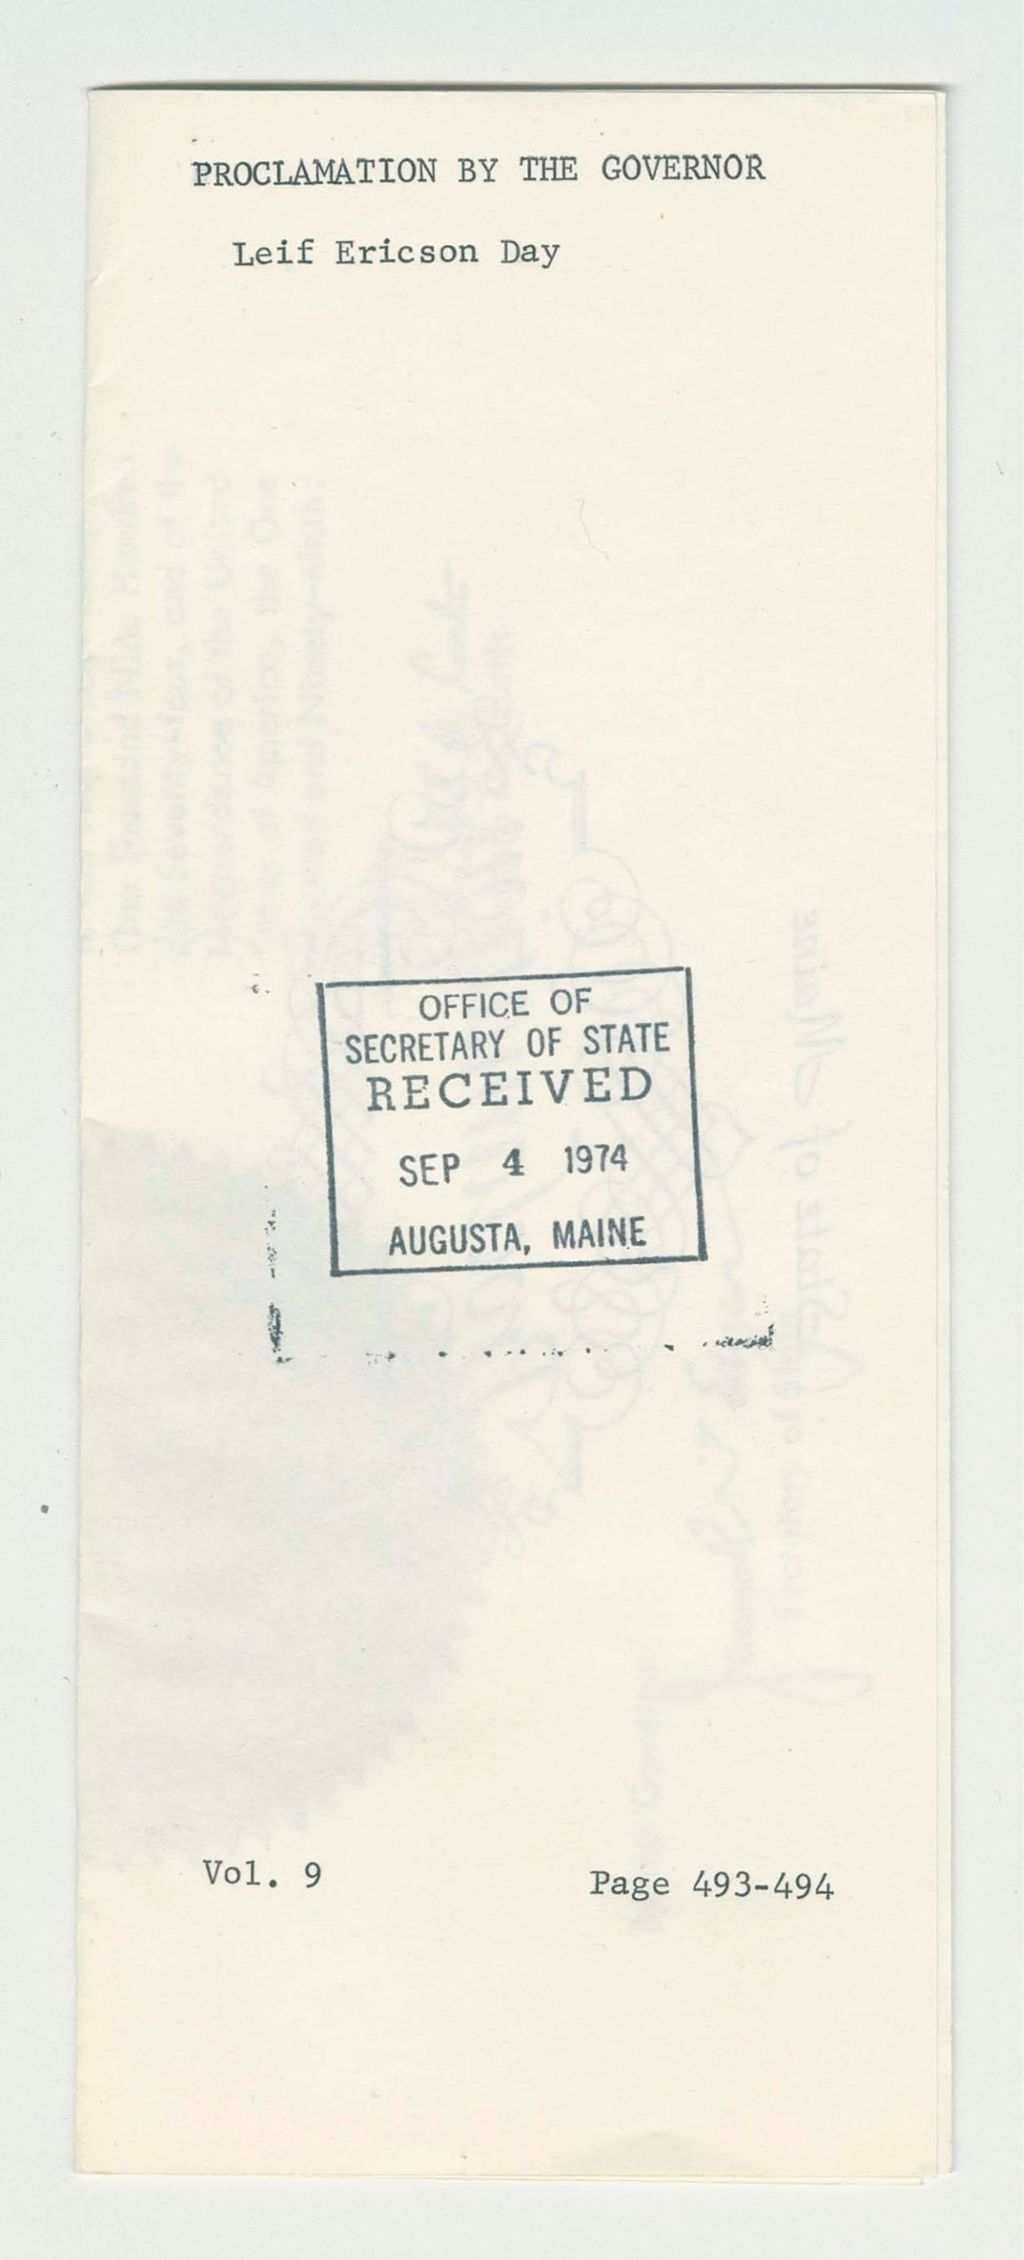 PROCLAMATION BY THE GOVERNOR
Leif Ericson Day
OFFICE OF
SECRETARY OF STATE
RECEIVED
SEP 4 1974
AUGUSTA, MAINE
Vol. 9
Page 493-494